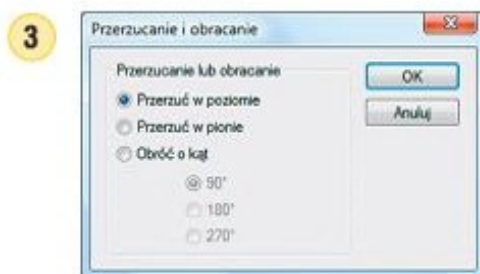 3
Przerzucanie i obracanie
Przerzucanie lub obracanie
Przerzuć w poziomie
Przerzuć w pionie
Obróć o kąt
90°
180°
270°
OK
Anuluj